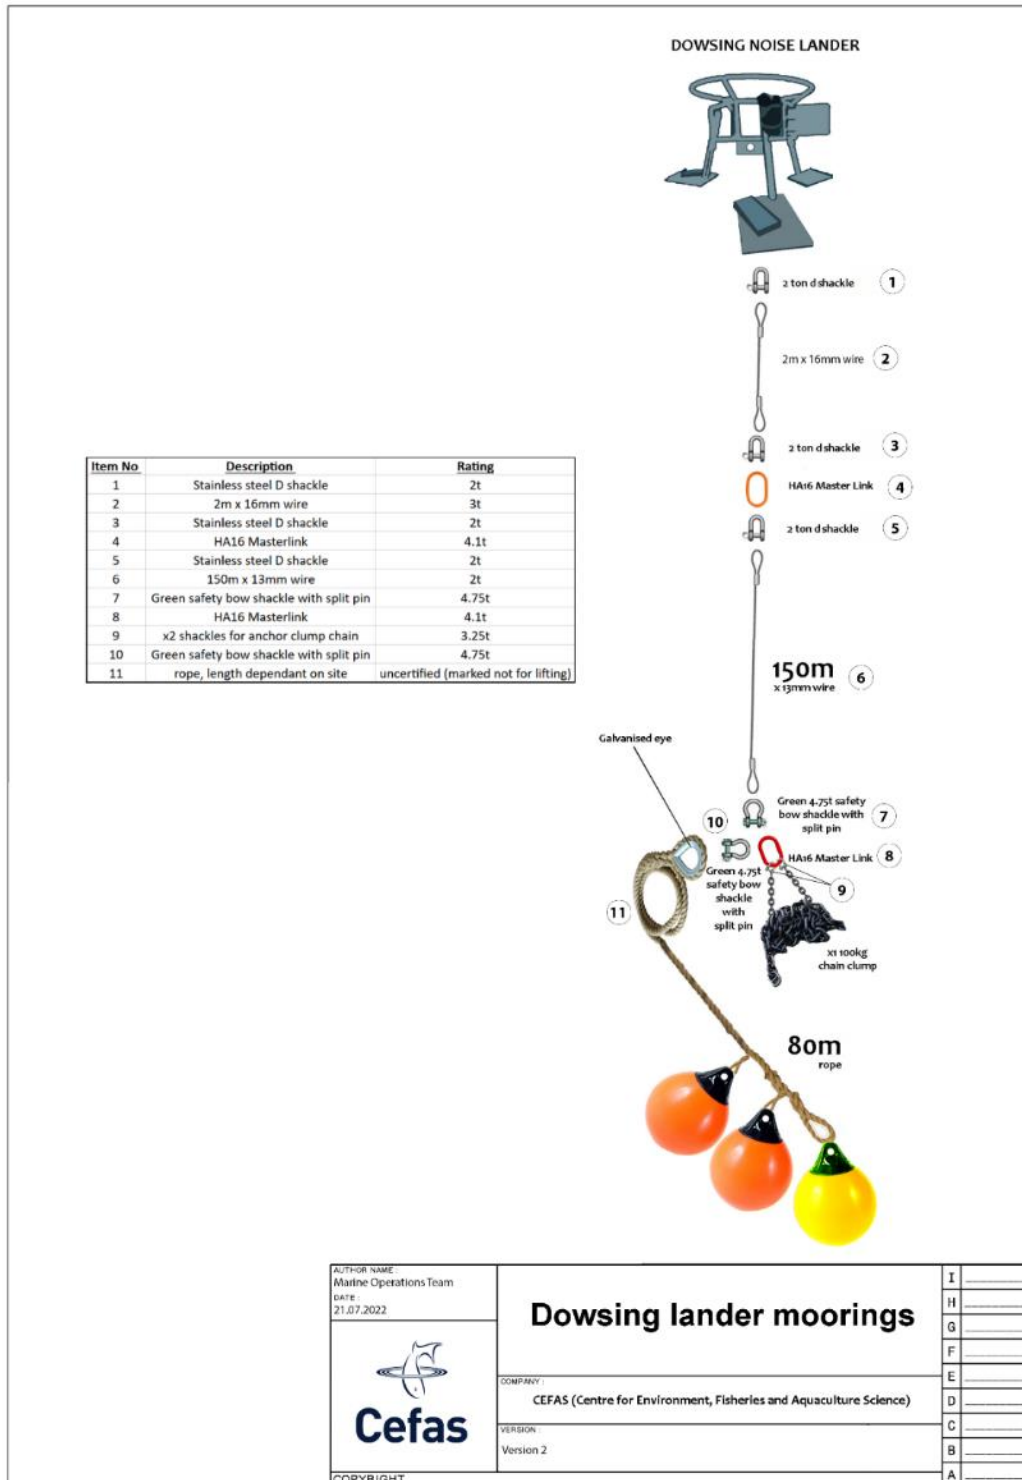 DOWSING NOISE LANDER
2 ton d shackle 1
2m x 16mm wire 2
2 ton d shackle 3
HA16 Master Link 4
2 ton d shackle 5
Item No Description Rating
1 Stainless steel D shackle 2t
2 2m x 16mm wire 3t
3 Stainless steel D shackle 2t
4 HA16 Masterlink 4.1t
5 Stainless steel D shackle 2t
6 150m x 13mm wire 2t
7 Green safety bow shackle with split pin 4.75t
8 HA16 Masterlink 4.1t
9 x2 shackles for anchor clump chain 3.25t
10 Green safety bow shackle with split pin 4.75t
11 rope, length dependant on site uncertified (marked not for lifting)
150m
x 13mm wire
6
Galvanised eye
Green 4.75t safety
bow shackle with
split pin
7
10
HA16 Master Link 8
Green 4.75t
safety bow
shackle
with
split pin
9
11
x1 100kg
chain clump
80m
rope
AUTHOR NAME :
Marine Operations Team
DATE :
21.07.2022
Cefas
Dowsing lander moorings
COMPANY :
CEFAS (Centre for Environment, Fisheries and Aquaculture Science)
VERSION :
Version 2
I
H
G
F
E
D
C
B
A
COPYRIGHT